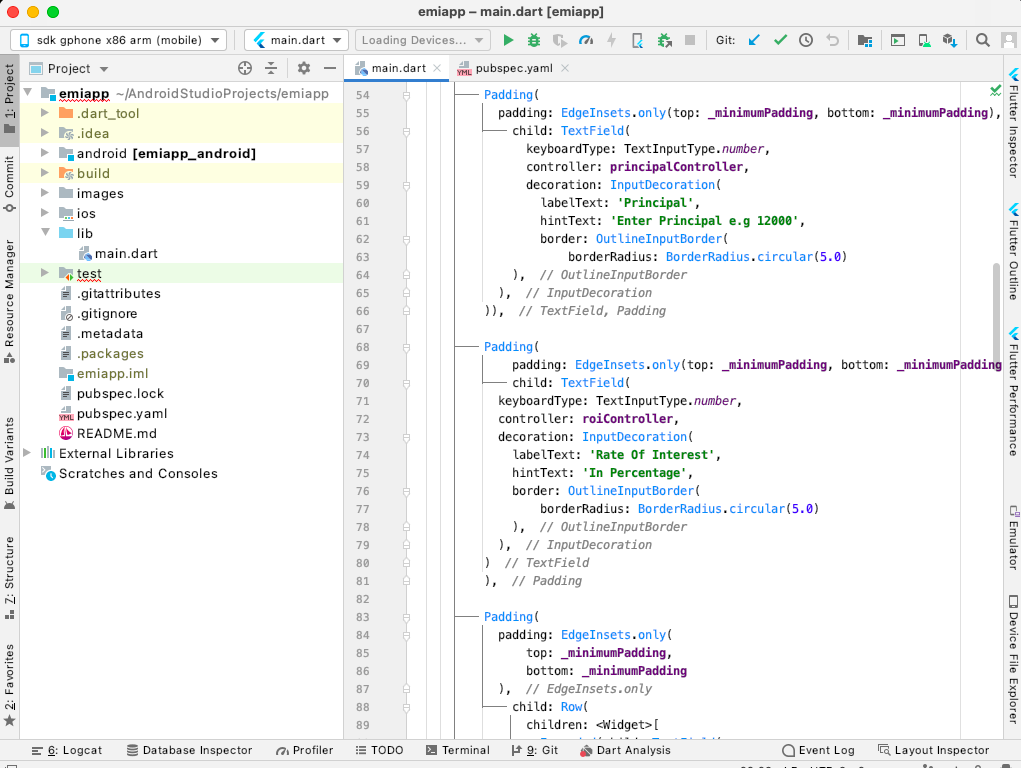 emiapp – main.dart [emiapp]
sdk gphone x86 arm (mobile)
main.dart
Loading Devices...
Git:
Project
main.dart
pubspec.yaml
1: Project
Commit
Resource Manager
Build Variants
Z: Structure
2: Favorites
emiapp ~/AndroidStudioProjects/emiapp
.dart_tool
.idea
android [emiapp_android]
build
images
ios
lib
main.dart
test
.gitattributes
.gitignore
.metadata
.packages
emiapp.iml
pubspec.lock
pubspec.yaml
README.md
External Libraries
Scratches and Consoles
54 Padding(
55 padding: EdgeInsets.only(top: _minimumPadding, bottom: _minimumPadding),
56 child: TextField(
57 keyboardType: TextInputType.number,
58 controller: principalController,
59 decoration: InputDecoration(
60 labelText: 'Principal',
61 hintText: 'Enter Principal e.g 12000',
62 border: OutlineInputBorder(
63 borderRadius: BorderRadius.circular(5.0)
64 ), // OutlineInputBorder
65 ), // InputDecoration
66 )), // TextField, Padding
67
68 Padding(
69 padding: EdgeInsets.only(top: _minimumPadding, bottom: _minimumPadding
70 child: TextField(
71 keyboardType: TextInputType.number,
72 controller: roiController,
73 decoration: InputDecoration(
74 labelText: 'Rate Of Interest',
75 hintText: 'In Percentage',
76 border: OutlineInputBorder(
77 borderRadius: BorderRadius.circular(5.0)
78 ), // OutlineInputBorder
79 ), // InputDecoration
80 ) // TextField
81 ), // Padding
82
83 Padding(
84 padding: EdgeInsets.only(
85 top: _minimumPadding,
86 bottom: _minimumPadding
87 ), // EdgeInsets.only
88 child: Row(
89 children: <Widget>[
Flutter Inspector
Flutter Outline
Flutter Performance
Emulator
Device File Explorer
6: Logcat
Database Inspector
Profiler
TODO
Terminal
9: Git
Dart Analysis
Event Log
Layout Inspector